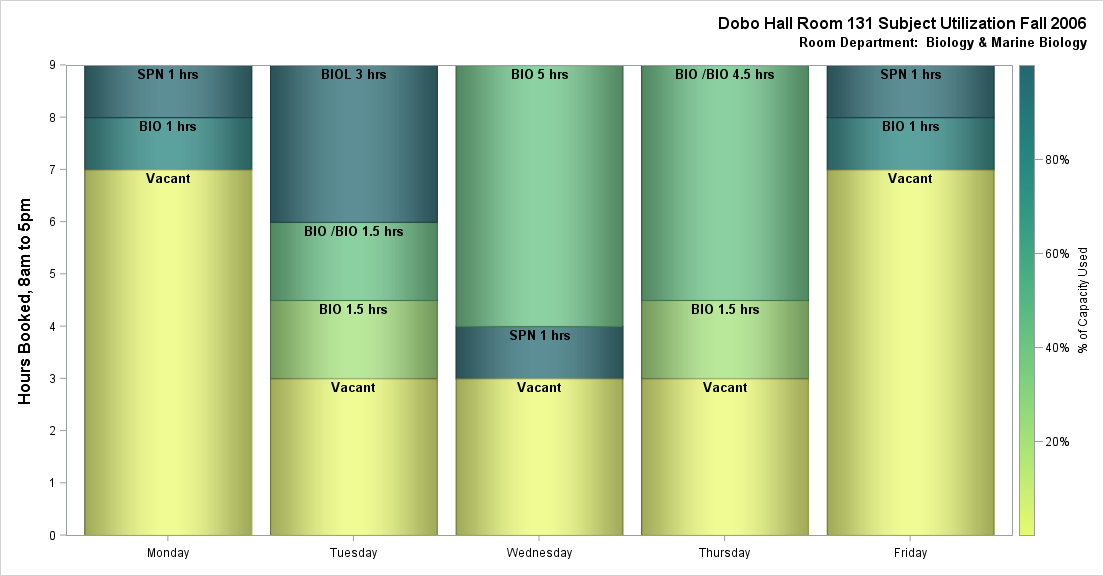 Dobo Hall Room 131 Subject Utilization Fall 2006
Room Department:  Biology & Marine Biology
Hours Booked, 8am to 5pm
9
8
7
6
5
4
3
2
1
0
SPN 1 hrs
BIO 1 hrs
Vacant
BIOL 3 hrs
BIO /BIO 1.5 hrs
BIO 1.5 hrs
Vacant
BIO 5 hrs
SPN 1 hrs
Vacant
BIO /BIO 4.5 hrs
BIO 1.5 hrs
Vacant
SPN 1 hrs
BIO 1 hrs
Vacant
Monday
Tuesday
Wednesday
Thursday
Friday
80%
60%
40%
20%
% of Capacity Used